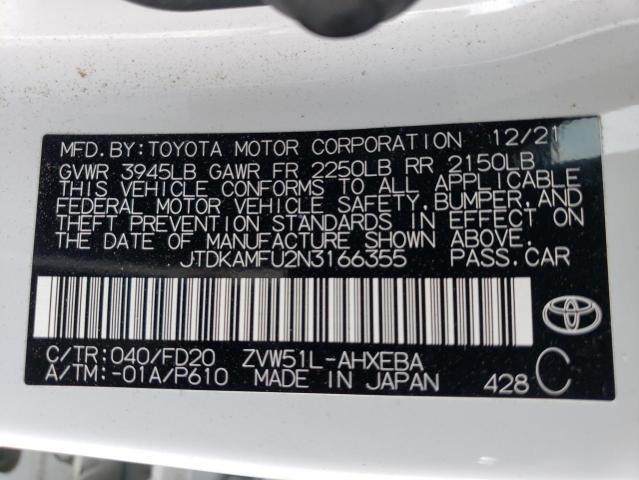 MFD.BY:TOYOTA MOTOR CORPORATION 12/21
GVWR 3945LB GAWR FR 2250LB RR 2150LB
THIS VEHICLE CONFORMS TO ALL APPLICABLE
FEDERAL MOTOR VEHICLE SAFETY,BUMPER,AND
THEFT PREVENTION STANDARDS IN EFFECT ON
THE DATE OF MANUFACTURE SHOWN ABOVE.
JTDKAMFU2N3166355 PASS.CAR
C/TR:040/FD20 ZVW51L-AHXEBA
A/TM:-01A/P610 MADE IN JAPAN 428 C